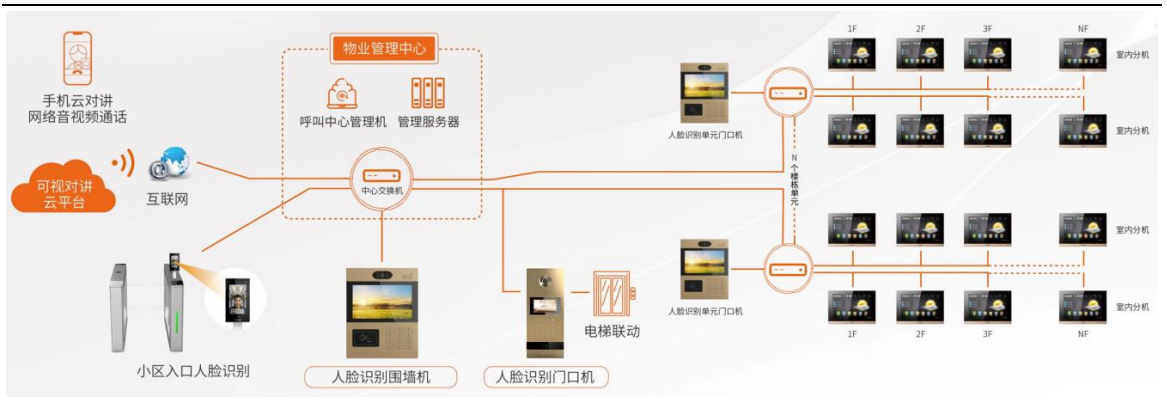 物业管理中心
手机云对讲
网络音视频通话
呼叫中心管理机
管理服务器
可视对讲
云平台
互联网
中心交换机
小区入口人脸识别
人脸识别围墙机
人脸识别门口机
电梯联动
人脸识别单元门口机
人脸识别单元门口机
N个楼栋单元
1F 2F 3F NF
室内分机
室内分机
室内分机
室内分机
1F 2F 3F NF